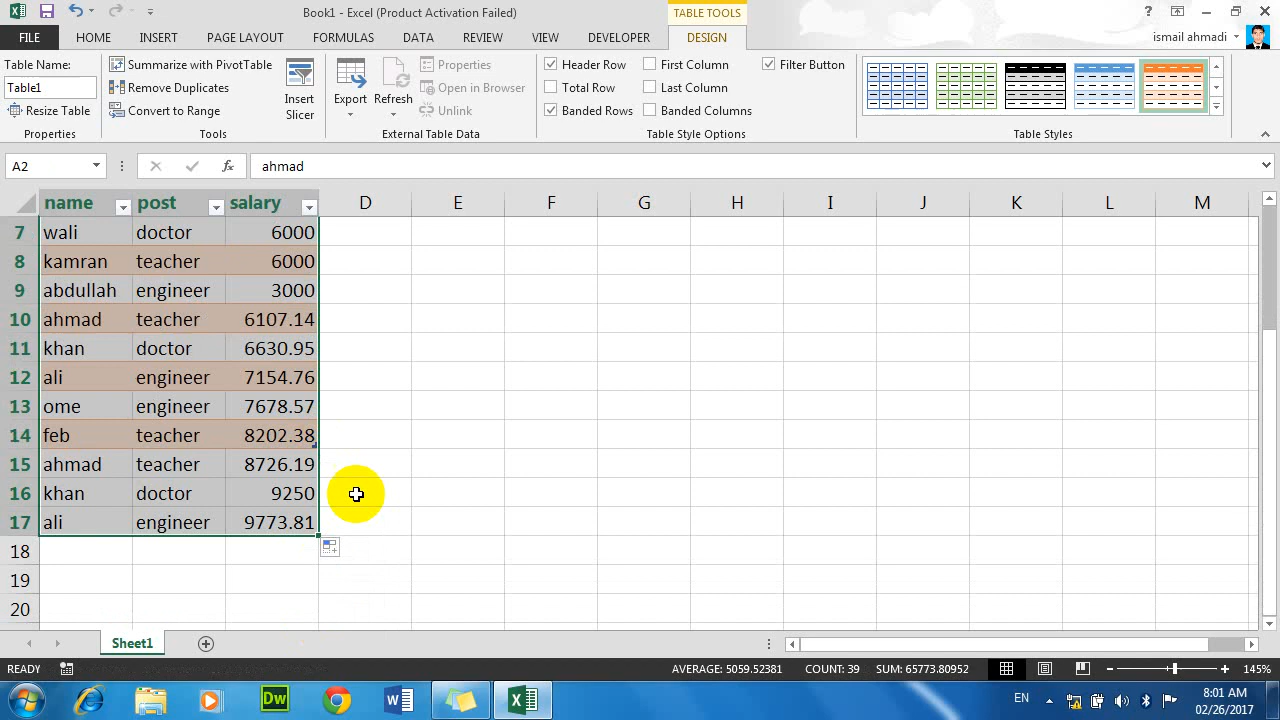 Book1 - Excel (Product Activation Failed)
TABLE TOOLS
?
FILE HOME INSERT PAGE LAYOUT FORMULAS DATA REVIEW VIEW DEVELOPER DESIGN
ismail ahmadi
Table Name:
Table1
Resize Table
Properties
Summarize with PivotTable
Remove Duplicates
Convert to Range
Tools
Insert
Slicer
Export
Refresh
Properties
Open in Browser
Unlink
External Table Data
Header Row
Total Row
Banded Rows
First Column
Last Column
Banded Columns
Filter Button
Table Style Options
Table Styles
A2
fx
ahmad
name post salary D E F G H I J K L M
7 wali doctor 6000
8 kamran teacher 6000
9 abdullah engineer 3000
10 ahmad teacher 6107.14
11 khan doctor 6630.95
12 ali engineer 7154.76
13 ome engineer 7678.57
14 feb teacher 8202.38
15 ahmad teacher 8726.19
16 khan doctor 9250
17 ali engineer 9773.81
18
19
20
Sheet1
READY
AVERAGE: 5059.52381 COUNT: 39 SUM: 65773.80952
145%
Dw
EN
8:01 AM
02/26/2017